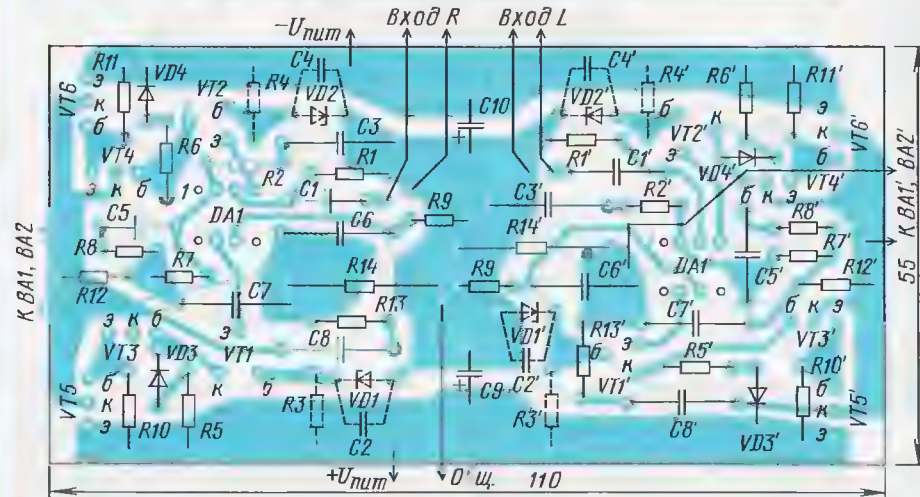 Вход R Вход L
−Uпит
R11 э VD4 VT2 R4 C4 C10 C4' R4' R6' R11'
VT6 к б VD2 VD2' б к э VT6'
б VT4 R6 э C3 R1' C1' VT2' э к б
к R2 R1 VD4' VT4'
э к б 1 C1 R9 C3' R2' б к э К ВА1', ВА2'
C5 DA1 C6 R14' R8'
R8 R7 C6' DA1 C5' R7'
К ВА1, ВА2
R12 C7 R14 R9 R12' 55
R13 C7' б к э
э к б э C8 VD1' R13' э VT3'
VT3 VD3 VT1 C2' б к R5' R10'
VT5 б к б R3 VD1 C9 VT1' б VT5'
к R3' C8' к
э R10 R5 C2 VD3' э
+Uпит 0 щ. 110